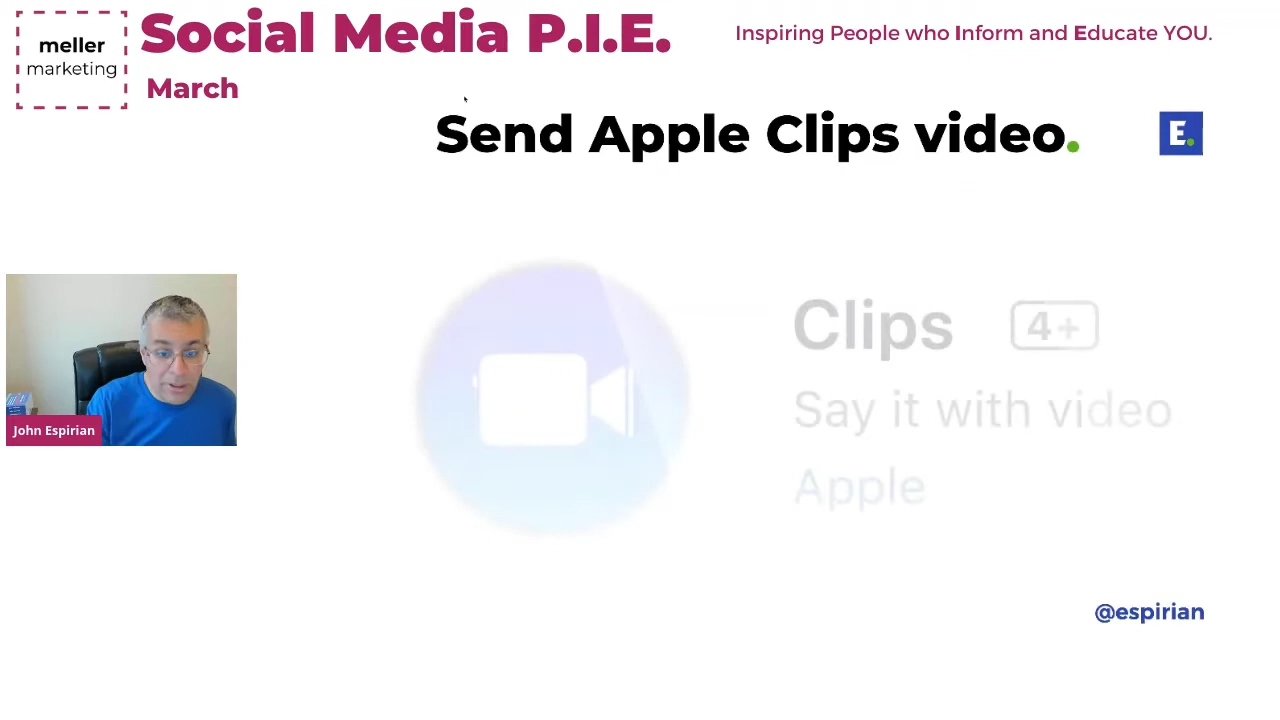 meller
marketing
Social Media P.I.E.
March
Inspiring People who Inform and Educate YOU.
Send Apple Clips video.
E.
Clips 4+
Say it with video
Apple
John Espirian
@espirian